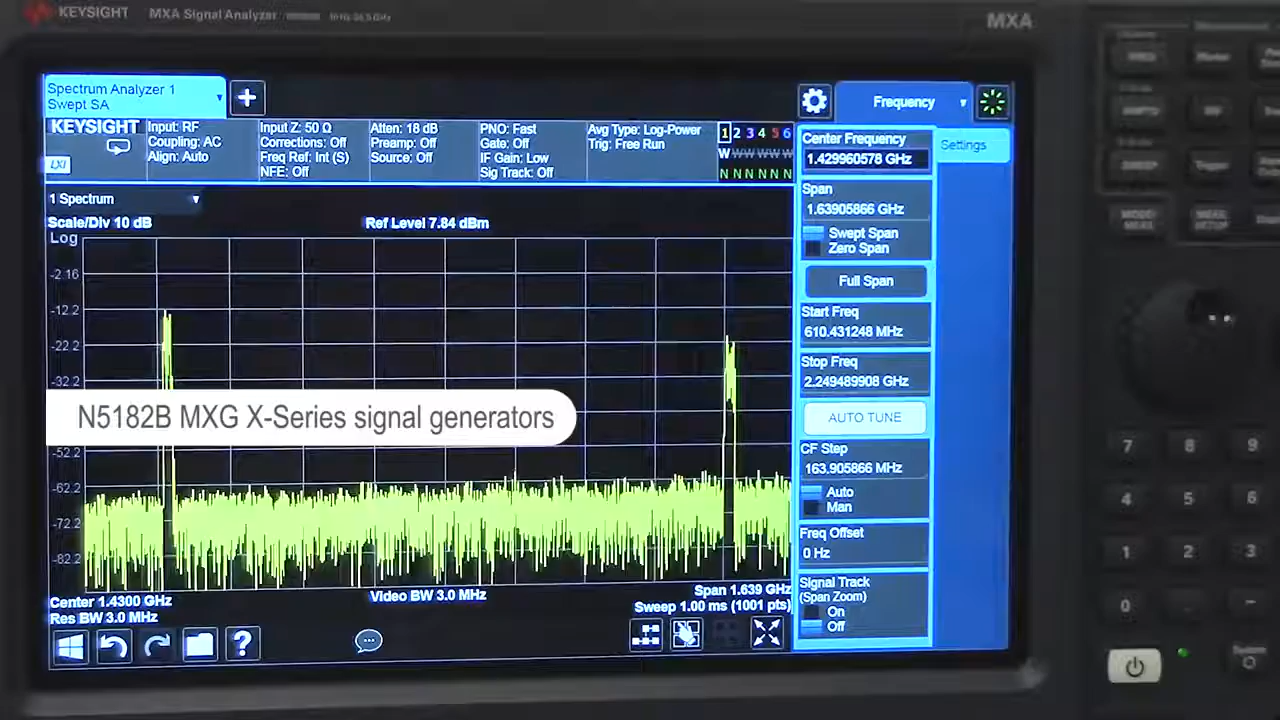 KEYSIGHT MXA Signal Analyzer
MXA
Spectrum Analyzer 1
Swept SA
+
Frequency
KEYSIGHT
LXI
Input: RF
Coupling: AC
Align: Auto
Input Z: 50 Ω
Corrections: Off
Freq Ref: Int (S)
NFE: Off
Atten: 18 dB
Preamp: Off
Source: Off
PNO: Fast
Gate: Off
IF Gain: Low
Sig Track: Off
Avg Type: Log-Power
Trig: Free Run
1 2 3 4 5 6
W W W W W W
N N N N N N
Center Frequency
1.429960578 GHz
Settings
Span
1.63905866 GHz
Swept Span
Zero Span
Full Span
Start Freq
610.431248 MHz
Stop Freq
2.249489908 GHz
AUTO TUNE
CF Step
163.905866 MHz
Auto
Man
Freq Offset
0 Hz
Signal Track
(Span Zoom)
On
Off
1 Spectrum
Scale/Div 10 dB
Ref Level 7.84 dBm
Log
-2.16
-12.2
-22.2
-32.2
N5182B MXG X-Series signal generators
-52.2
-62.2
-72.2
-82.2
Center 1.4300 GHz
Res BW 3.0 MHz
Video BW 3.0 MHz
Span 1.639 GHz
Sweep 1.00 ms (1001 pts)
?
7 8 9
4 5 6
1 2 3
0